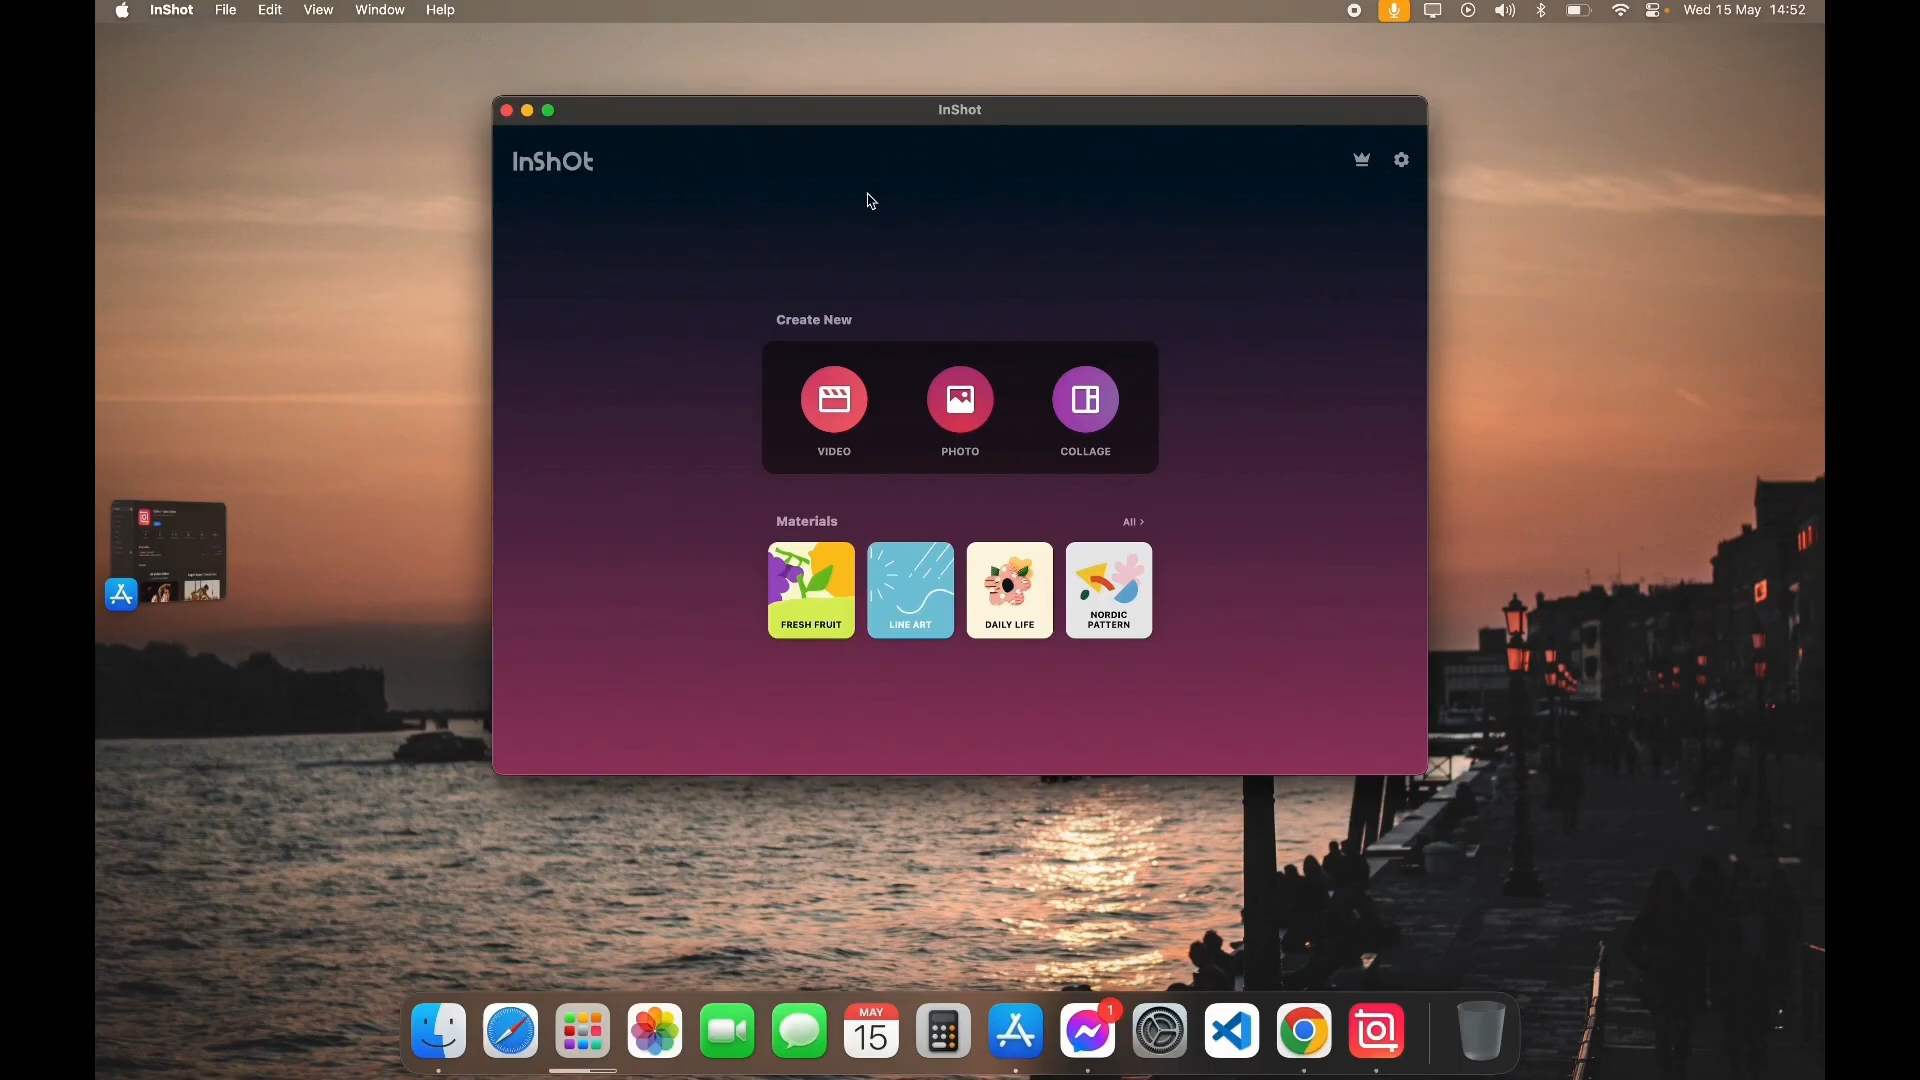 InShot File Edit View Window Help
Wed 15 May 14:52
InShot
InShOt
Create New
VIDEO PHOTO COLLAGE
Materials All >
FRESH FRUIT LINE ART DAILY LIFE NORDIC
PATTERN
1
MAY
15